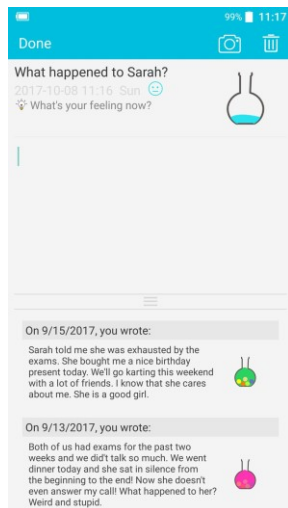 99% 11:17
Done
What happened to Sarah?
2017-10-08 11:16 Sun
What's your feeling now?
On 9/15/2017, you wrote:
Sarah told me she was exhausted by the
exams. She bought me a nice birthday
present today. We'll go karting this weekend
with a lot of friends. I know that she cares
about me. She is a good girl.
On 9/13/2017, you wrote:
Both of us had exams for the past two
weeks and we did't talk so much. We went
dinner today and she sat in silence from
the beginning to the end! Now she doesn't
even answer my call! What happened to her?
Weird and stupid.